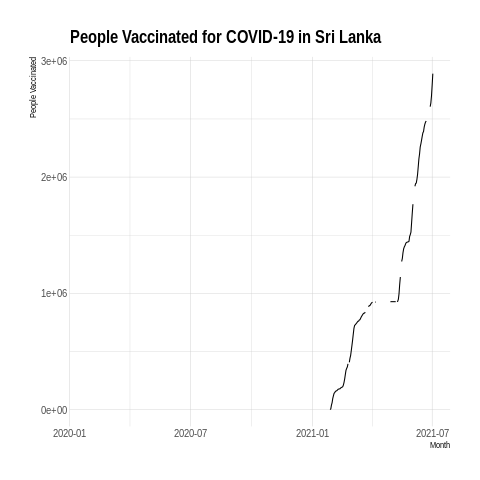 People Vaccinated for COVID-19 in Sri Lanka
People Vaccinated
3e+06
2e+06
1e+06
0e+00
2020-01
2020-07
2021-01
2021-07
Month